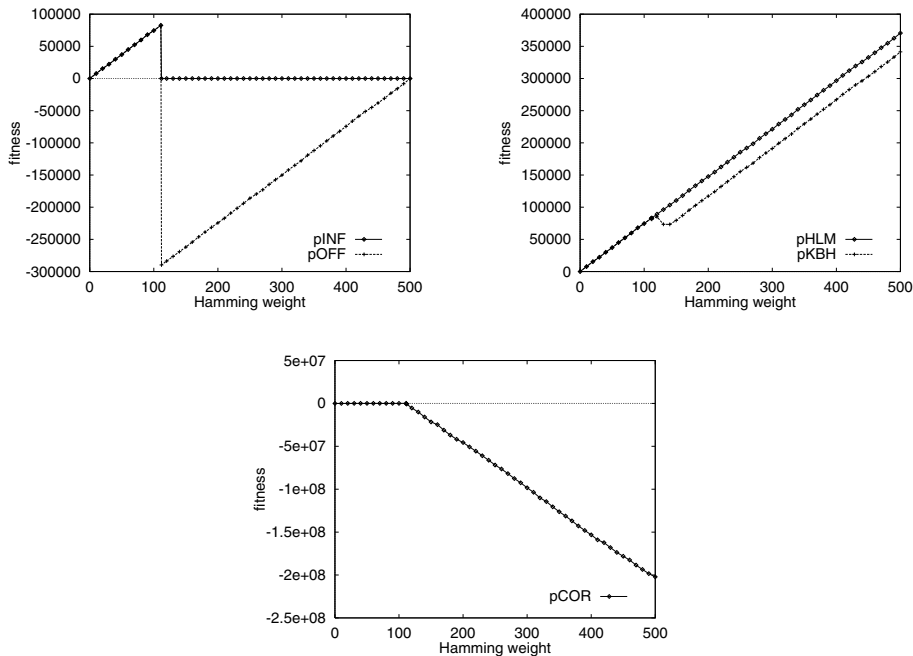 100000
50000
0
-50000
-100000
-150000
-200000
-250000
-300000
fitness
pINF
pOFF
0 100 200 300 400 500
Hamming weight
400000
350000
300000
250000
200000
150000
100000
50000
0
fitness
pHLM
pKBH
0 100 200 300 400 500
Hamming weight
5e+07
0
-5e+07
-1e+08
-1.5e+08
-2e+08
-2.5e+08
fitness
pCOR
0 100 200 300 400 500
Hamming weight